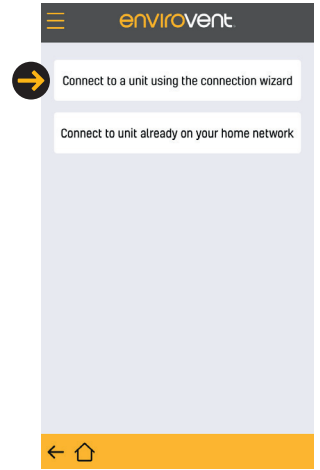 envirovent
Connect to a unit using the connection wizard
Connect to unit already on your home network